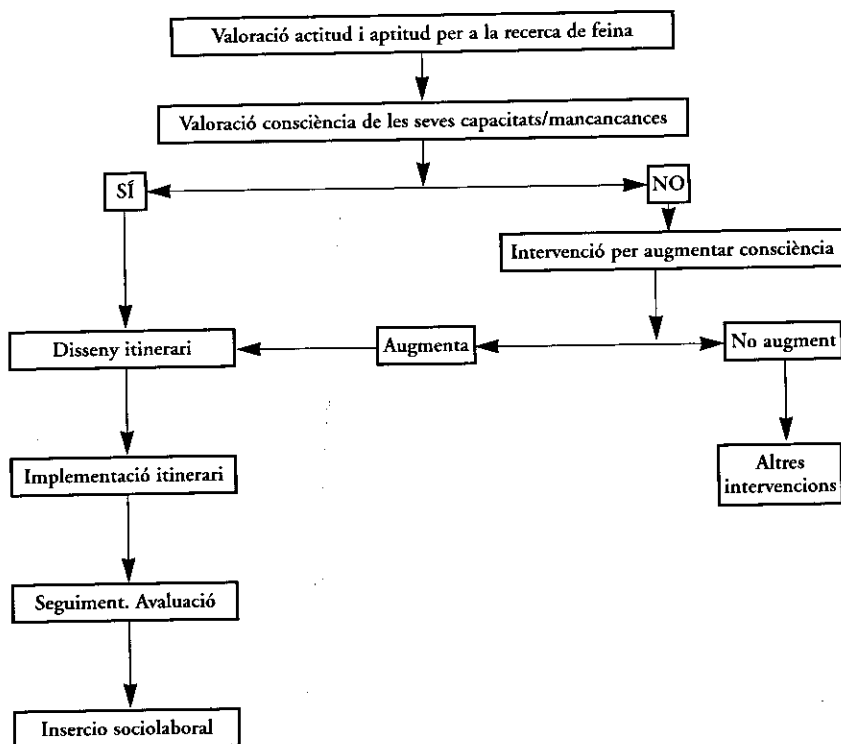 Valoració actitud i aptitud per a la recerca de feina
Valoració consciència de les seves capacitats/mancancances
SÍ
NO
Intervenció per augmentar consciència
Disseny itinerari
Augmenta
No augment
Implementació itinerari
Altres
intervencions
Seguiment. Avaluació
Insercio sociolaboral